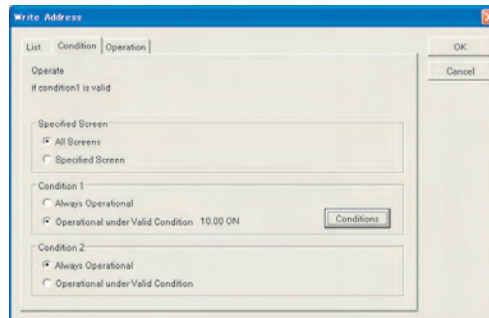 Write Address
List Condition Operation
OK
Cancel
Operate
if condition1 is valid
Specified Screen
All Screens
Specified Screen
Condition 1
Always Operational
Operational under Valid Condition 10.00 ON
Conditions
Condition 2
Always Operational
Operational under Valid Condition